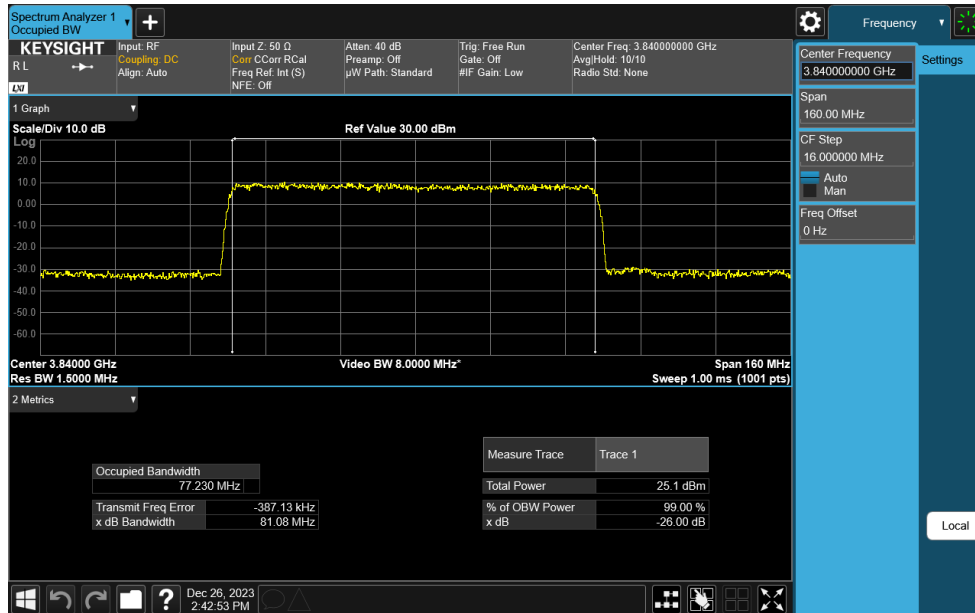 Spectrum Analyzer 1
Occupied BW
Frequency
KEYSIGHT
R L
LXI
Input: RF
Coupling: DC
Align: Auto
Input Z: 50 Ω
Corr CCorr RCal
Freq Ref: Int (S)
NFE: Off
Atten: 40 dB
Preamp: Off
µW Path: Standard
Trig: Free Run
Gate: Off
#IF Gain: Low
Center Freq: 3.840000000 GHz
Avg|Hold: 10/10
Radio Std: None
Center Frequency
3.840000000 GHz
Settings
Span
160.00 MHz
CF Step
16.000000 MHz
Auto
Man
Freq Offset
0 Hz
Local
1 Graph
Scale/Div 10.0 dB
Ref Value 30.00 dBm
Log
20.0
10.0
0.00
-10.0
-20.0
-30.0
-40.0
-50.0
-60.0
Center 3.84000 GHz
Video BW 8.0000 MHz*
Span 160 MHz
Res BW 1.5000 MHz
Sweep 1.00 ms (1001 pts)
2 Metrics
Measure Trace
Trace 1
Occupied Bandwidth
77.230 MHz
Total Power
25.1 dBm
Transmit Freq Error
-387.13 kHz
% of OBW Power
99.00 %
x dB Bandwidth
81.08 MHz
x dB
-26.00 dB
?
Dec 26, 2023
2:42:53 PM